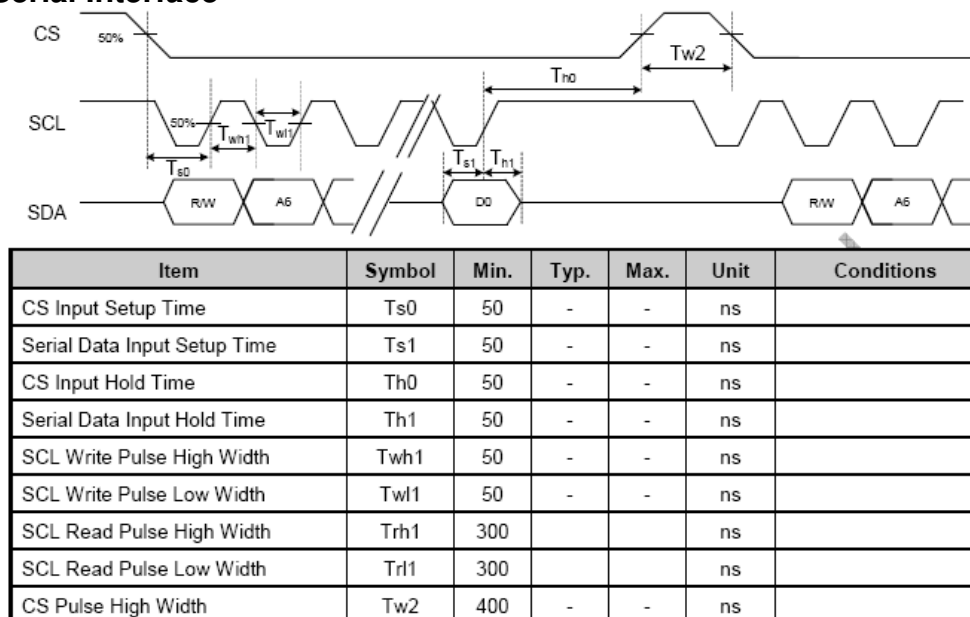 Serial Interface
CS
50%
Tw2
Th0
SCL
50%
Twh1
Twl1
Ts0
Ts1
Th1
SDA
R/W
A6
D0
R/W
A6
Item Symbol Min. Typ. Max. Unit Conditions
CS Input Setup Time Ts0 50 - - ns
Serial Data Input Setup Time Ts1 50 - - ns
CS Input Hold Time Th0 50 - - ns
Serial Data Input Hold Time Th1 50 - - ns
SCL Write Pulse High Width Twh1 50 - - ns
SCL Write Pulse Low Width Twl1 50 - - ns
SCL Read Pulse High Width Trh1 300 ns
SCL Read Pulse Low Width Trl1 300 ns
CS Pulse High Width Tw2 400 - - ns